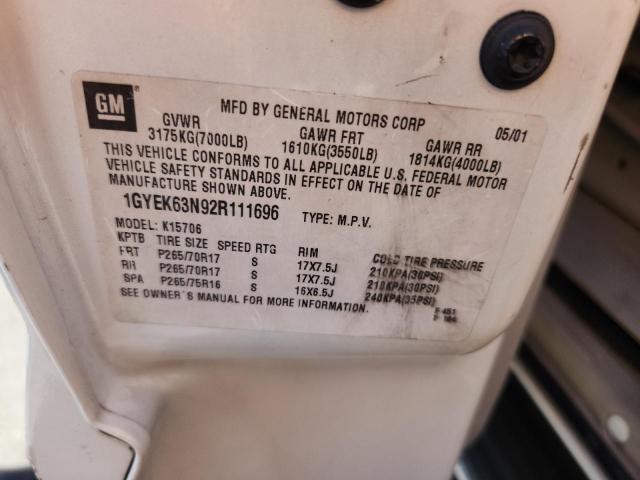 GM
MFD BY GENERAL MOTORS CORP 05/01
GVWR GAWR FRT GAWR RR
3175KG(7000LB) 1610KG(3550LB) 1814KG(4000LB)
THIS VEHICLE CONFORMS TO ALL APPLICABLE U.S. FEDERAL MOTOR
VEHICLE SAFETY STANDARDS IN EFFECT ON THE DATE OF
MANUFACTURE SHOWN ABOVE.
1GYEK63N92R111696 TYPE: M.P.V.
MODEL: K15706
KPTB TIRE SIZE SPEED RTG RIM COLD TIRE PRESSURE
FRT P265/70R17 S 17X7.5J 210KPA(30PSI)
RR P265/70R17 S 17X7.5J 210KPA(30PSI)
SPA P265/75R16 S 16X6.5J 240KPA(35PSI)
SEE OWNER'S MANUAL FOR MORE INFORMATION.